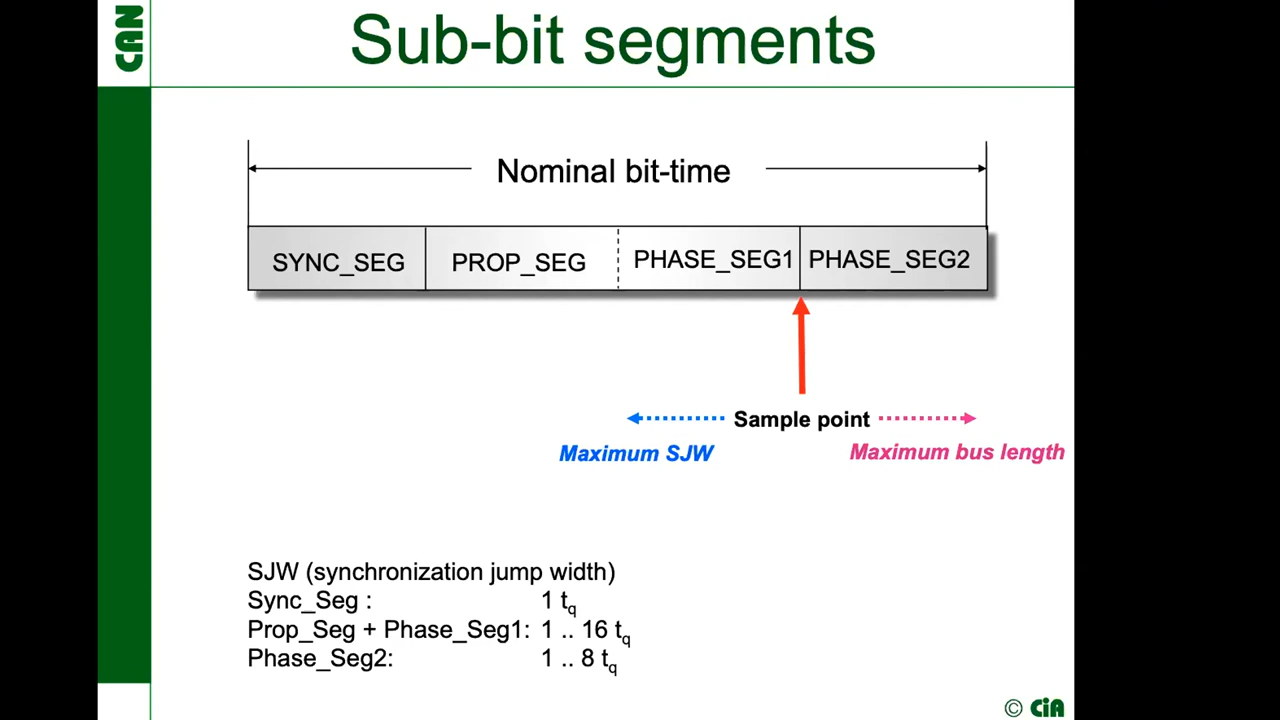 CAN
Sub-bit segments
Nominal bit-time
SYNC_SEG PROP_SEG PHASE_SEG1 PHASE_SEG2
Sample point
Maximum SJW Maximum bus length
SJW (synchronization jump width)
Sync_Seg : 1 tq
Prop_Seg + Phase_Seg1: 1 .. 16 tq
Phase_Seg2: 1 .. 8 tq
© CiA